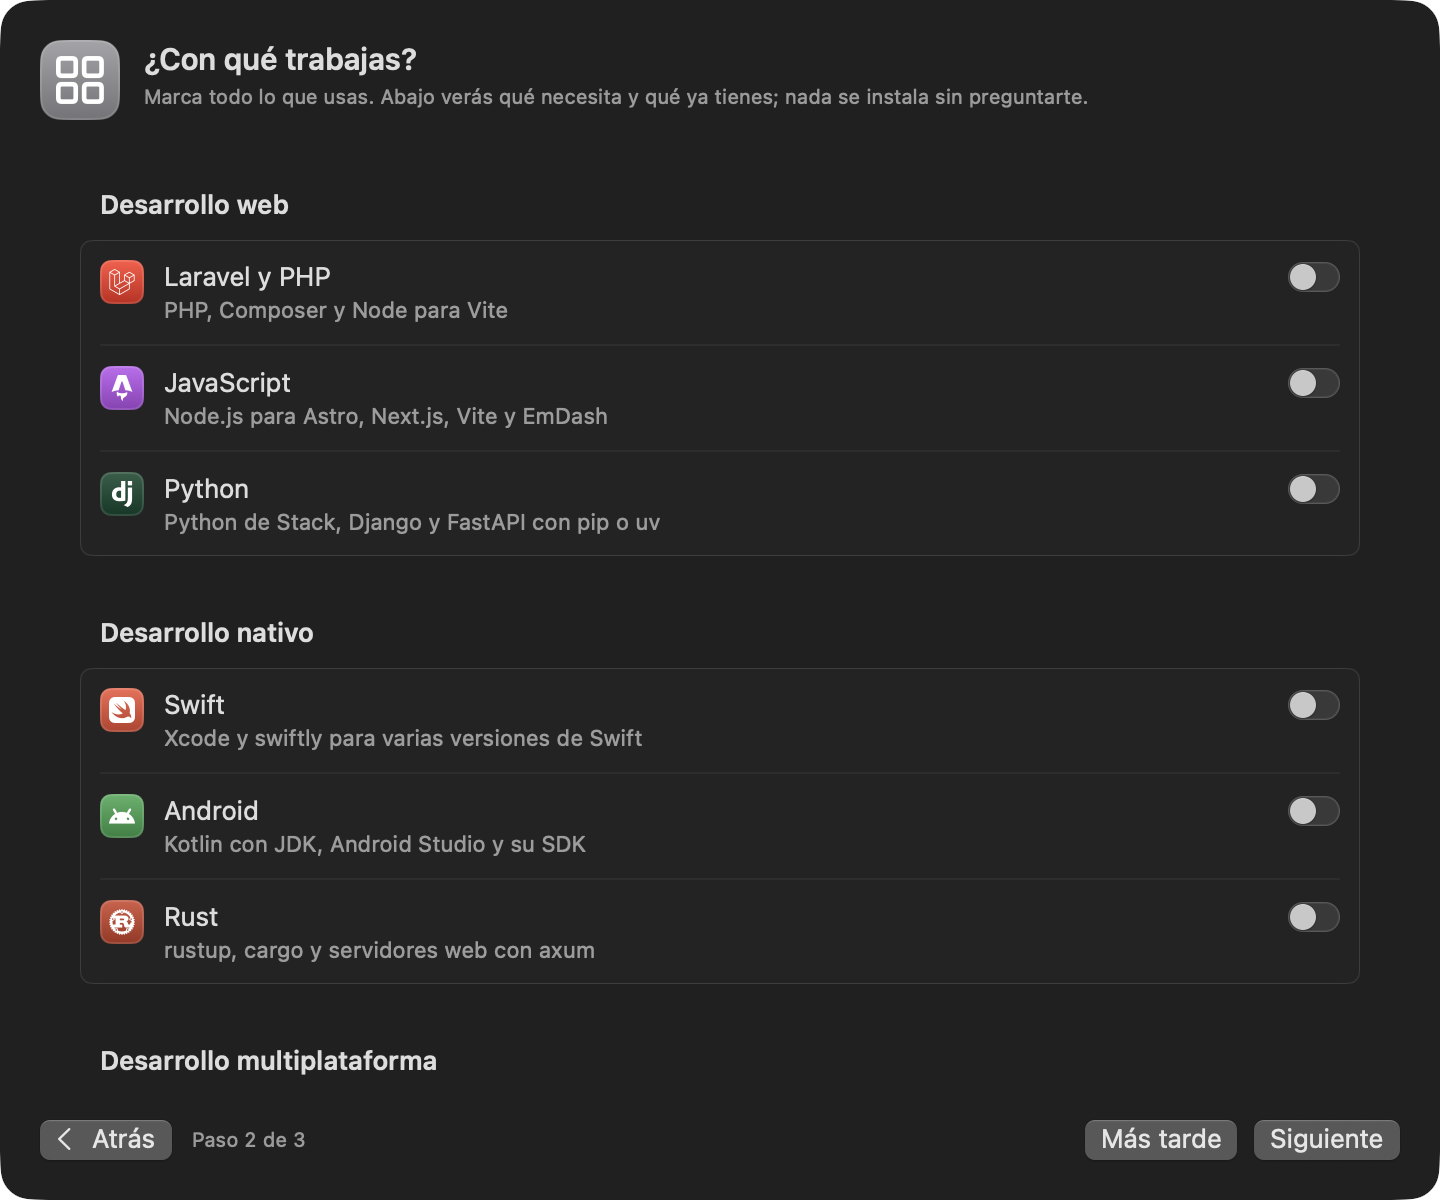 ¿Con qué trabajas?
Marca todo lo que usas. Abajo verás qué necesita y qué ya tienes; nada se instala sin preguntarte.
Desarrollo web
Laravel y PHP
PHP, Composer y Node para Vite
JavaScript
Node.js para Astro, Next.js, Vite y EmDash
dj
Python
Python de Stack, Django y FastAPI con pip o uv
Desarrollo nativo
Swift
Xcode y swiftly para varias versiones de Swift
Android
Kotlin con JDK, Android Studio y su SDK
R
Rust
rustup, cargo y servidores web con axum
Desarrollo multiplataforma
Atrás
Paso 2 de 3
Más tarde
Siguiente